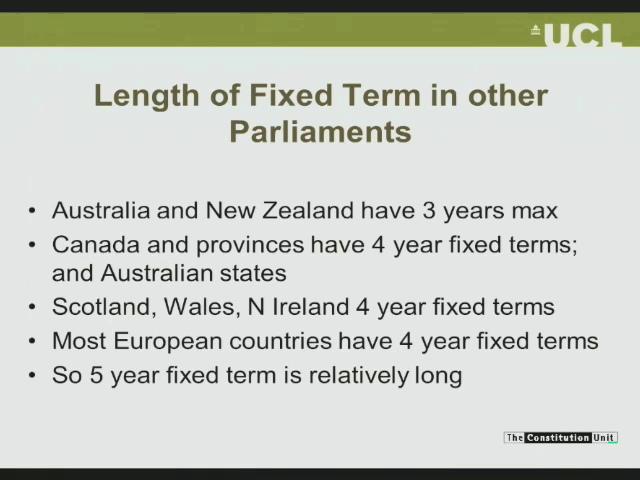 UCL
Length of Fixed Term in other
Parliaments
• Australia and New Zealand have 3 years max
• Canada and provinces have 4 year fixed terms;
and Australian states
• Scotland, Wales, N Ireland 4 year fixed terms
• Most European countries have 4 year fixed terms
• So 5 year fixed term is relatively long
The Constitution Unit